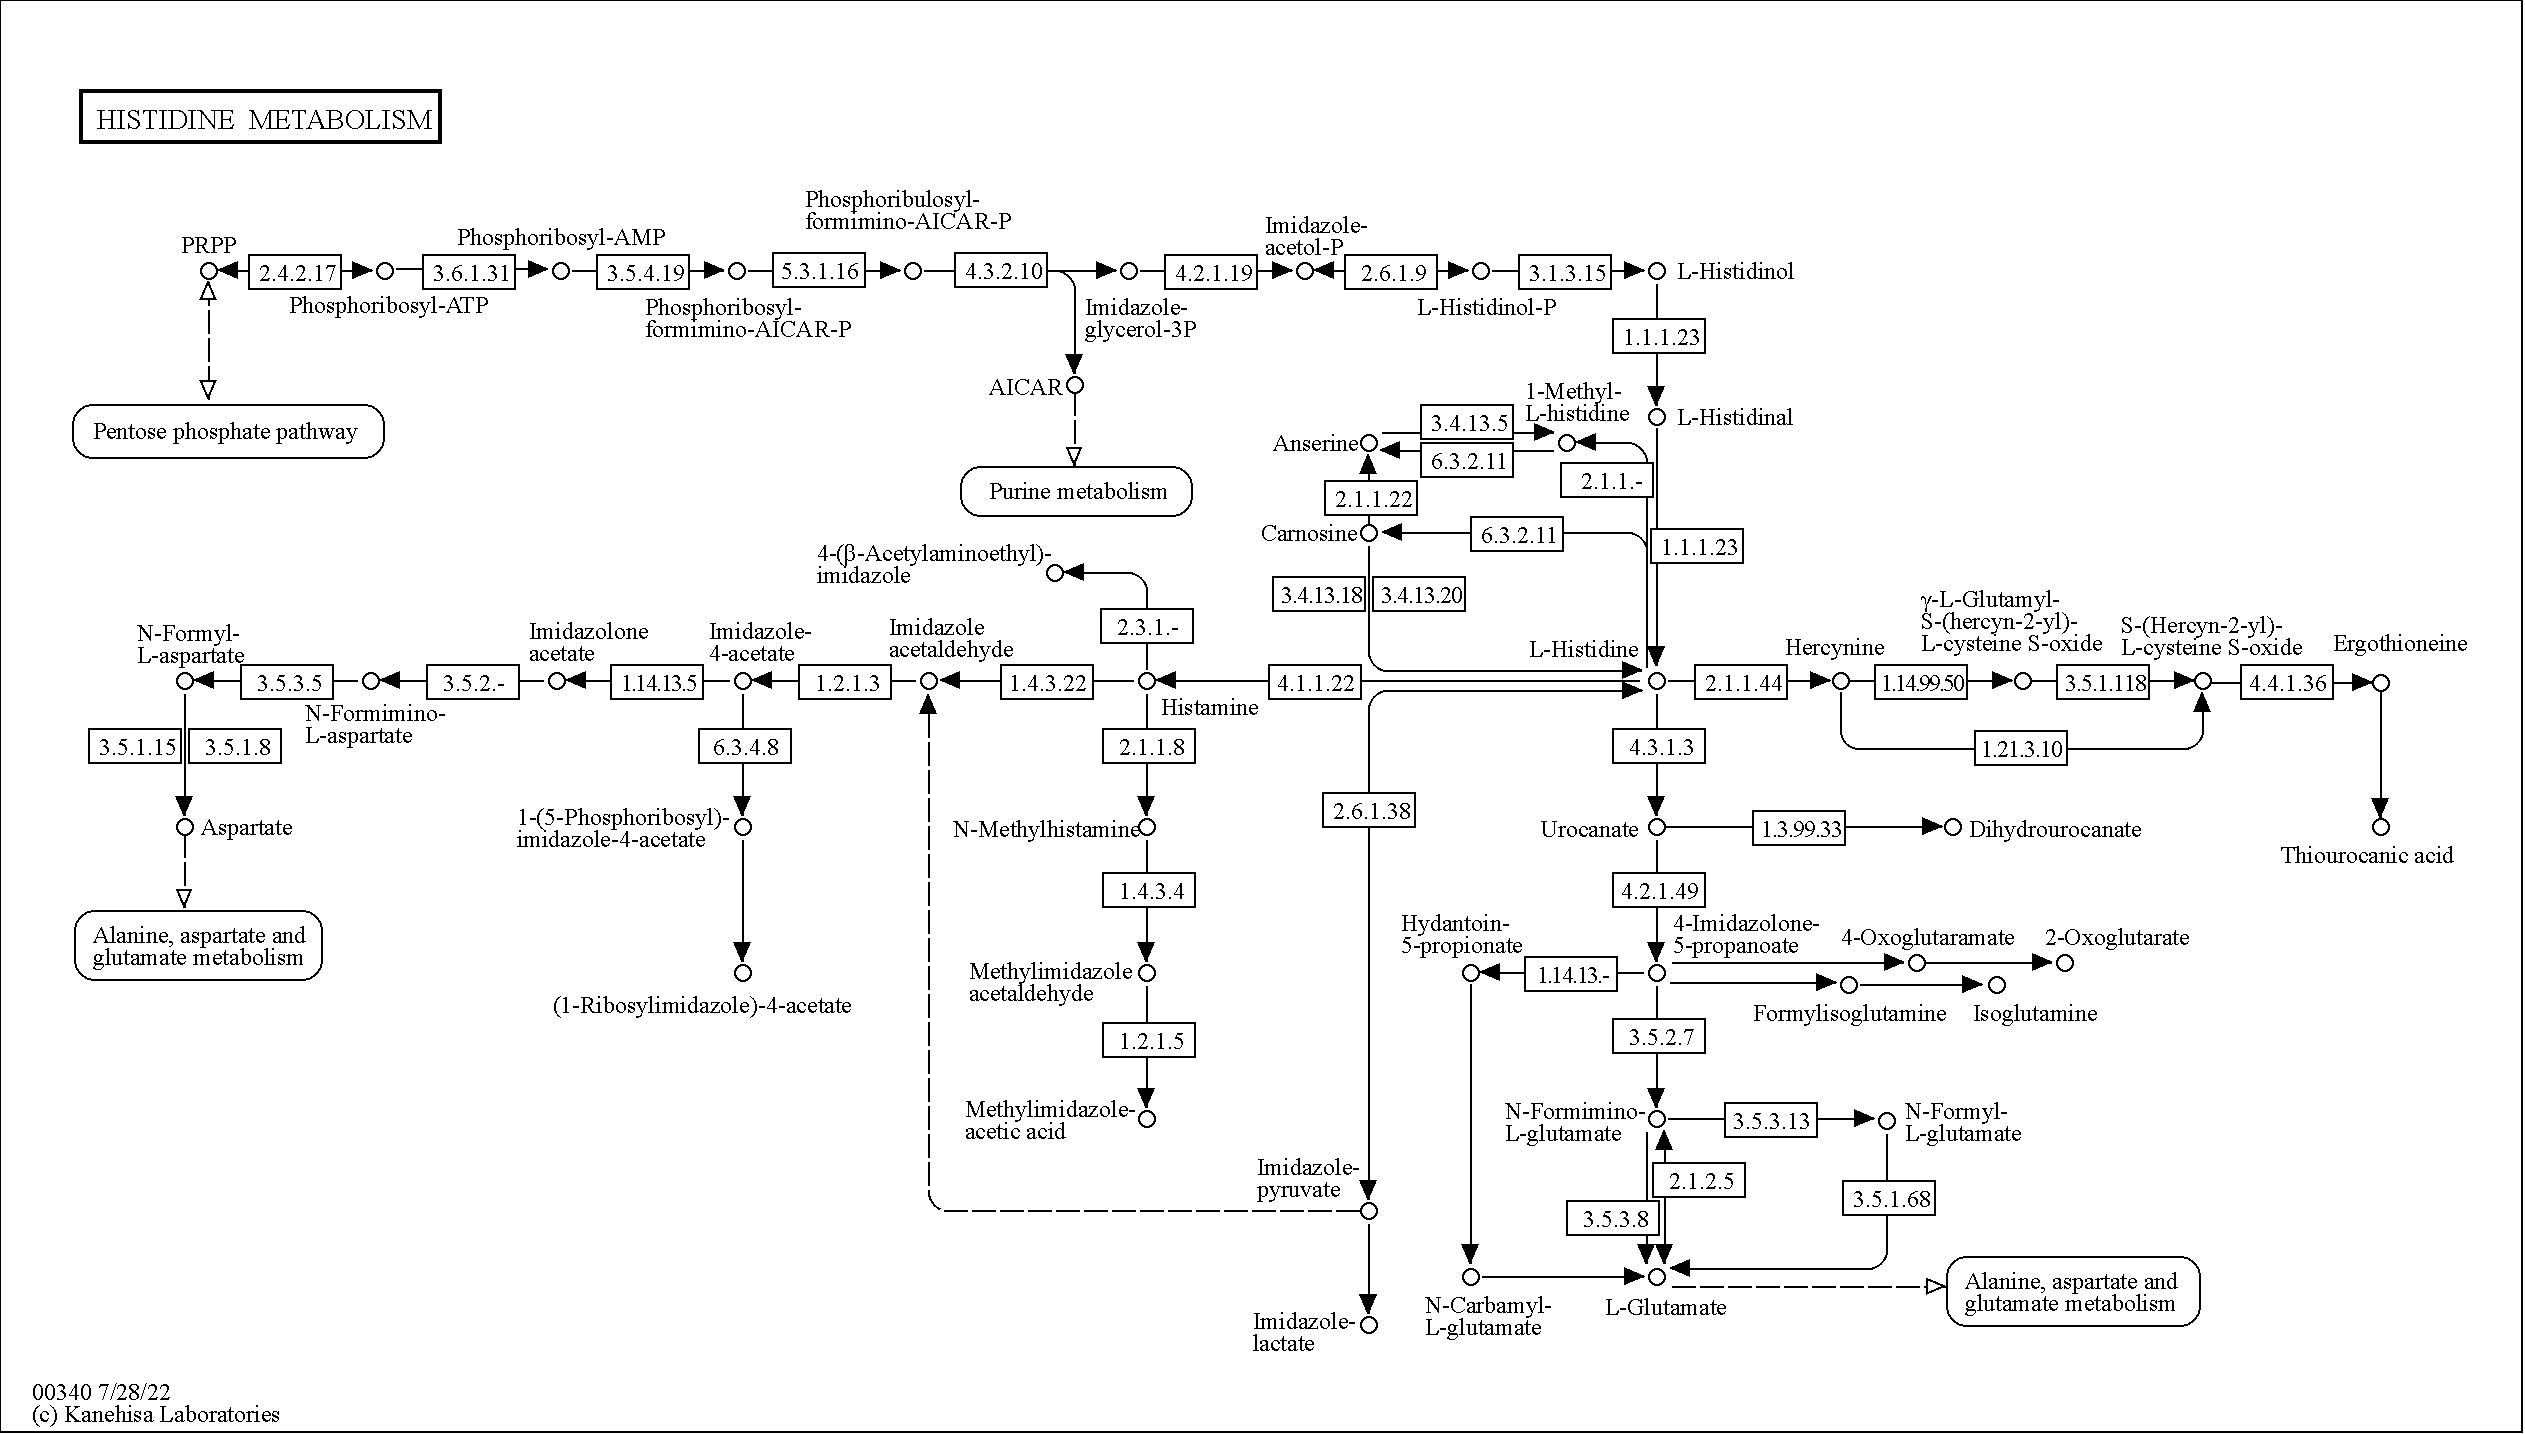 HISTIDINE METABOLISM
Phosphoribulosyl-
formimino-AICAR-P
Phosphoribosyl-AMP
Imidazole-
acetol-P
PRPP
2.4.2.17
3.6.1.31
3.5.4.19
5.3.1.16
4.3.2.10
4.2.1.19
2.6.1.9
3.1.3.15
L-Histidinol
Phosphoribosyl-ATP
Phosphoribosyl-
formimino-AICAR-P
Imidazole-
glycerol-3P
L-Histidinol-P
1.1.1.23
AICAR
1-Methyl-
L-histidine
L-Histidinal
Pentose phosphate pathway
3.4.13.5
Anserine
6.3.2.11
2.1.1.-
Purine metabolism
2.1.1.22
Carnosine
6.3.2.11
1.1.1.23
4-(β-Acetylaminoethyl)-
imidazole
3.4.13.18
3.4.13.20
2.3.1.-
N-Formyl-
L-aspartate
Imidazolone
acetate
Imidazole-
4-acetate
Imidazole
acetaldehyde
L-Histidine
Hercynine
γ-L-Glutamyl-
S-(hercyn-2-yl)-
L-cysteine S-oxide
S-(Hercyn-2-yl)-
L-cysteine S-oxide
Ergothioneine
3.5.3.5
3.5.2.-
1.14.13.5
1.2.1.3
1.4.3.22
4.1.1.22
2.1.1.44
1.14.99.50
3.5.1.118
4.4.1.36
N-Formimino-
L-aspartate
Histamine
3.5.1.15
3.5.1.8
6.3.4.8
2.1.1.8
4.3.1.3
1.21.3.10
2.6.1.38
Aspartate
1-(5-Phosphoribosyl)-
imidazole-4-acetate
N-Methylhistamine
Urocanate
1.3.99.33
Dihydrourocanate
Thiourocanic acid
1.4.3.4
4.2.1.49
Alanine, aspartate and
glutamate metabolism
Hydantoin-
5-propionate
4-Imidazolone-
5-propanoate
4-Oxoglutaramate
2-Oxoglutarate
Methylimidazole
acetaldehyde
1.14.13.-
(1-Ribosylimidazole)-4-acetate
Formylisoglutamine
Isoglutamine
1.2.1.5
3.5.2.7
Methylimidazole-
acetic acid
N-Formimino-
L-glutamate
3.5.3.13
N-Formyl-
L-glutamate
Imidazole-
pyruvate
2.1.2.5
3.5.3.8
3.5.1.68
Alanine, aspartate and
glutamate metabolism
N-Carbamyl-
L-glutamate
L-Glutamate
Imidazole-
lactate
00340 7/28/22
(c) Kanehisa Laboratories